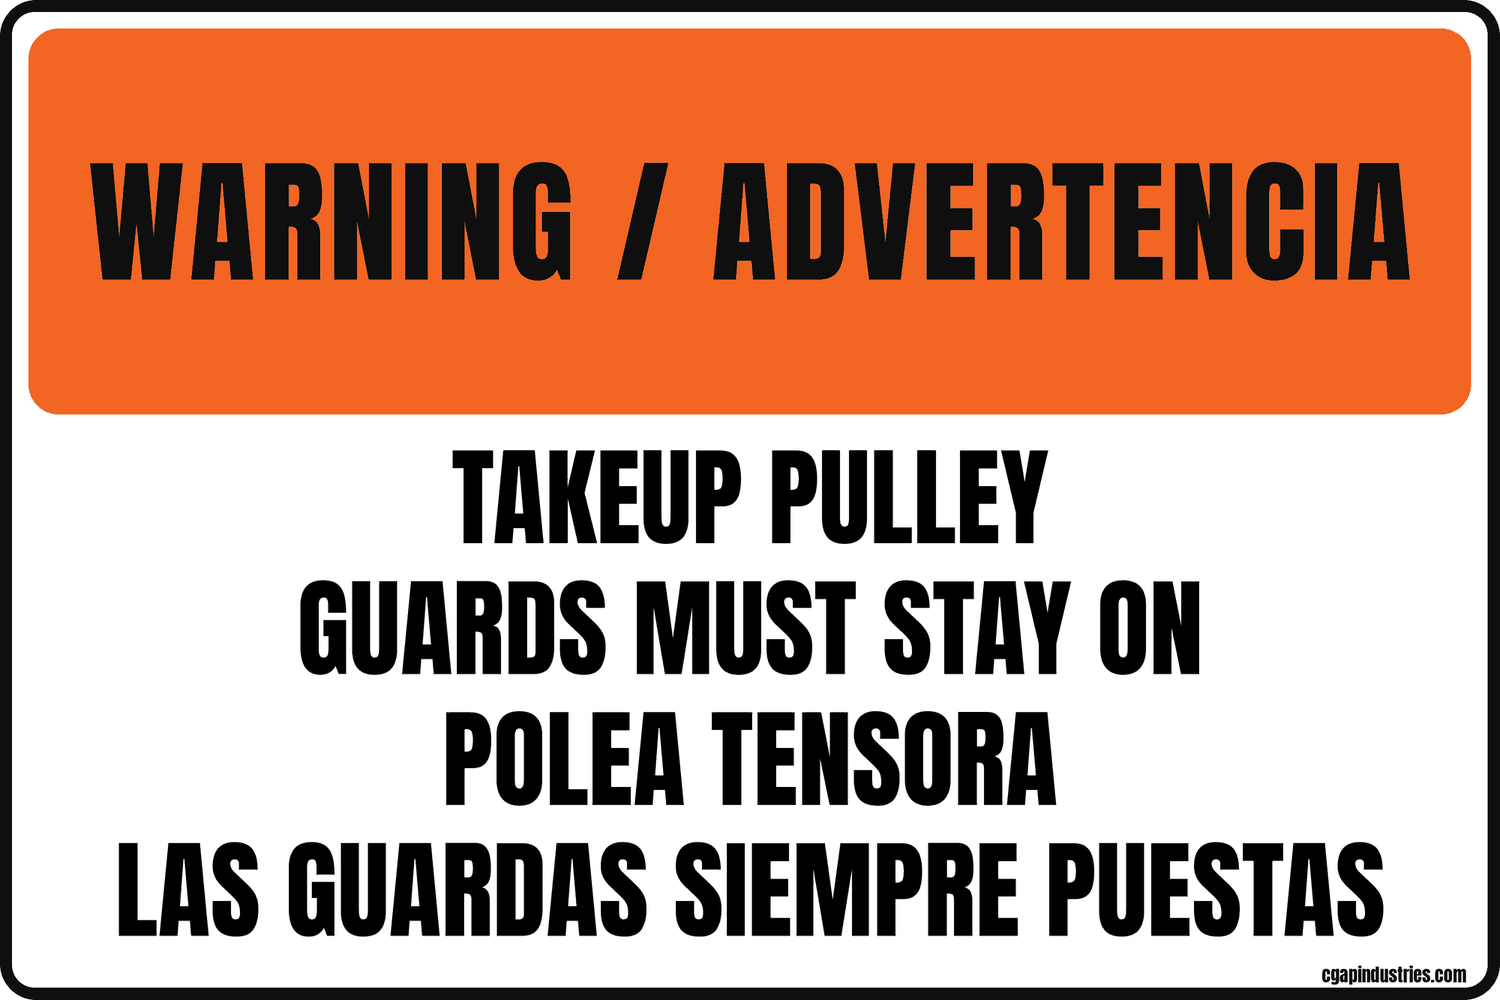 WARNING / ADVERTENCIA
TAKEUP PULLEY
GUARDS MUST STAY ON
POLEA TENSORA
LAS GUARDAS SIEMPRE PUESTAS
cgapindustries.com